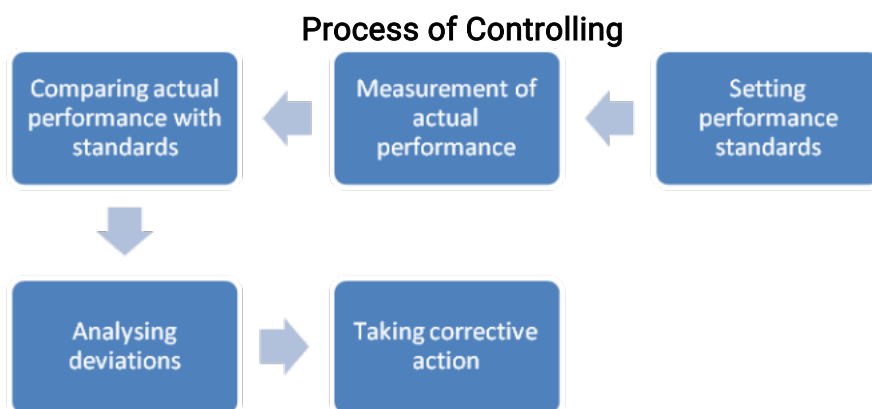 Process of Controlling
Setting
performance
standards
Measurement of
actual
performance
Comparing actual
performance with
standards
Analysing
deviations
Taking corrective
action